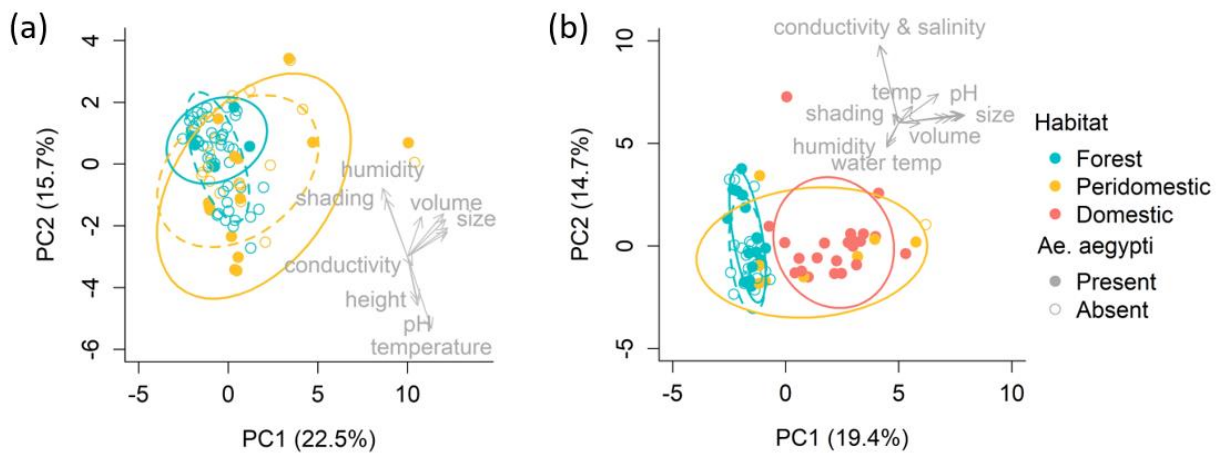 (a)
4
2
0
-2
-4
-6
PC2 (15.7%)
humidity
shading
volume
size
conductivity
height
pH
temperature
-5 0 5 10
PC1 (22.5%)
(b)
10
5
0
-5
PC2 (14.7%)
conductivity & salinity
temp
pH
shading
size
volume
humidity
water temp
-5 0 5 10
PC1 (19.4%)
Habitat
Forest
Peridomestic
Domestic
Ae. aegypti
Present
Absent